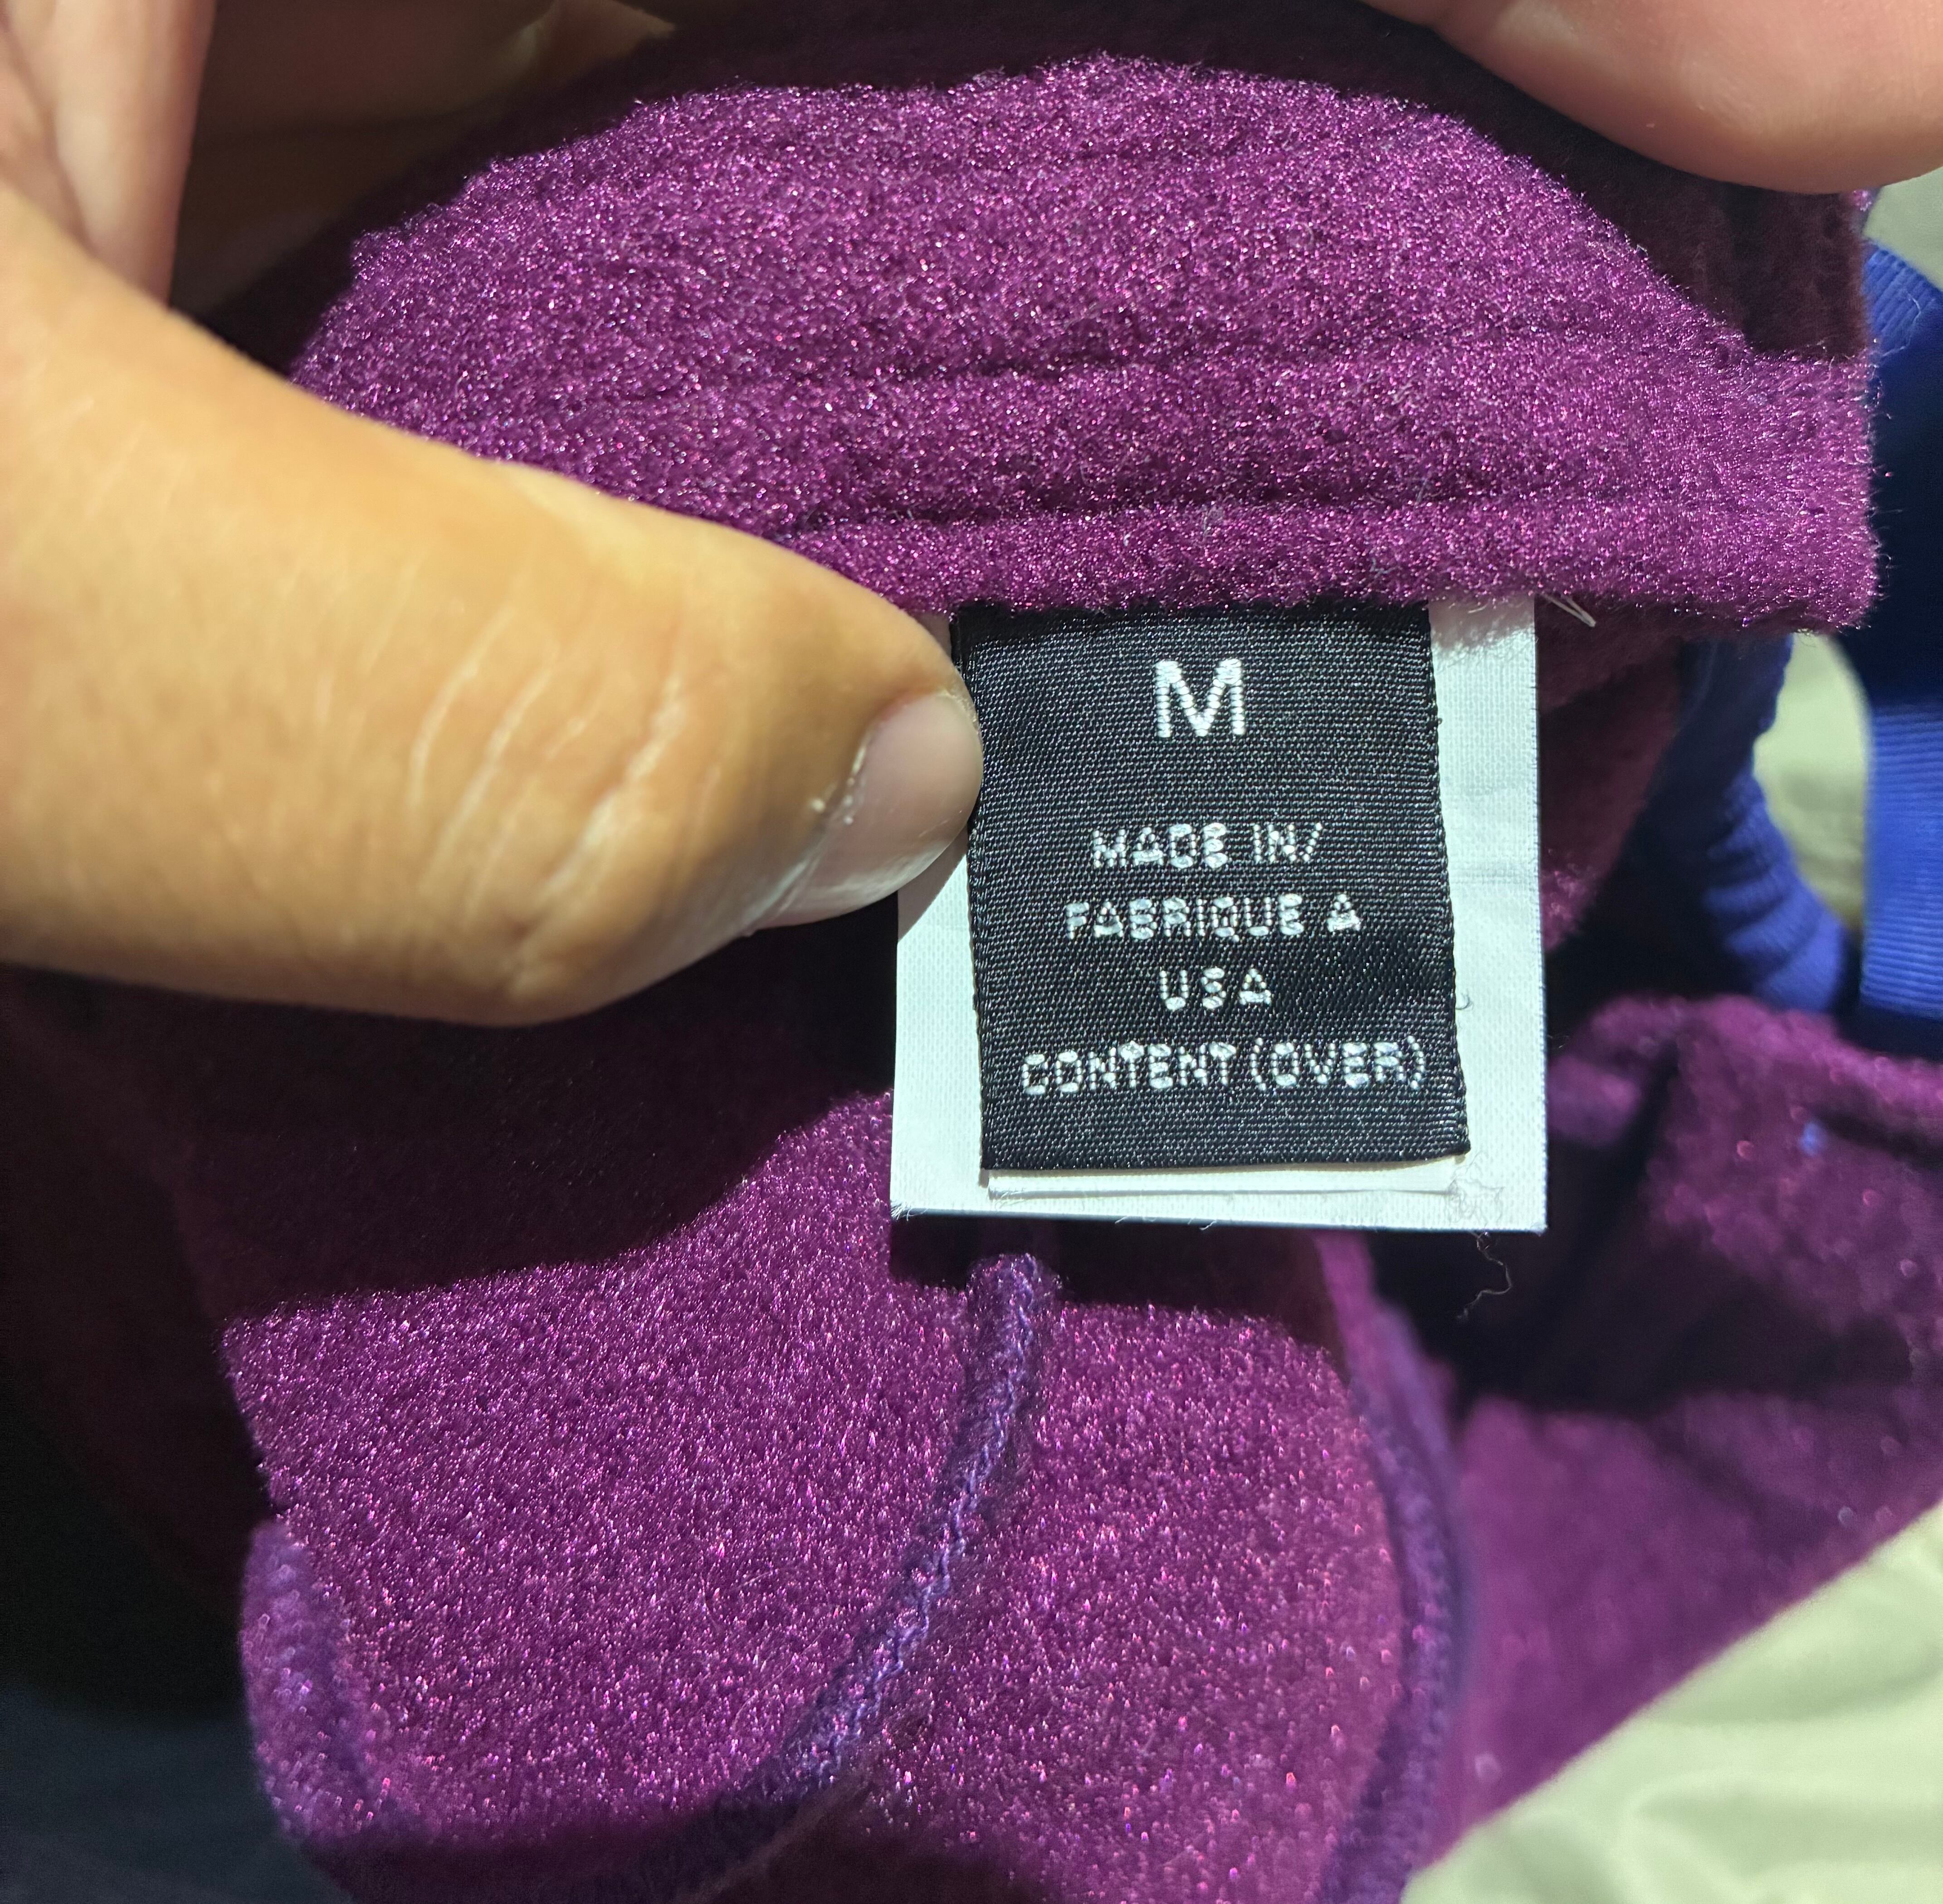 M
MADE IN/
FABRIQUE A
USA
CONTENT (OVER)